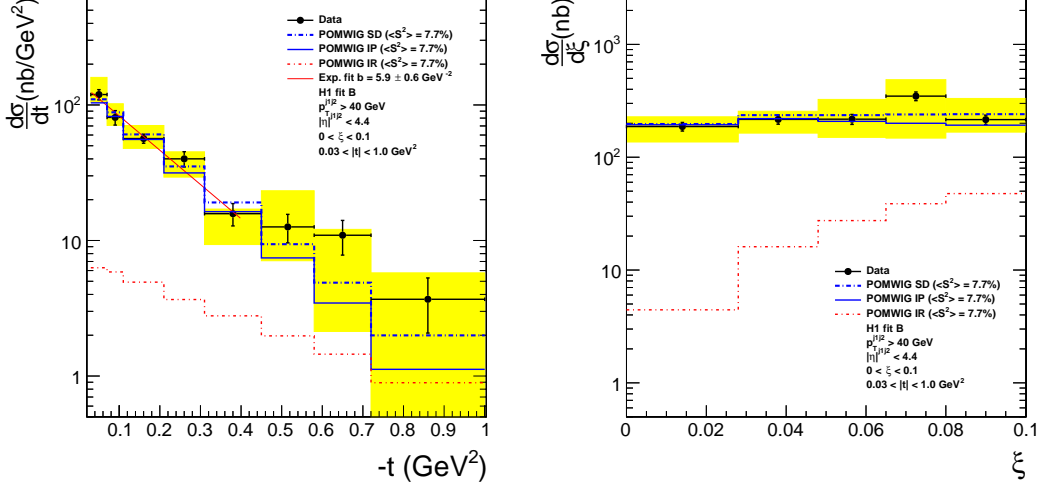 dσ/dt (nb/GeV²)
10²
10
1
Data
POMWIG SD (<S²> = 7.7%)
POMWIG IP (<S²> = 7.7%)
POMWIG IR (<S²> = 7.7%)
Exp. fit b = 5.9 ± 0.6 GeV⁻²
H1 fit B
p_T^{j1,j2} > 40 GeV
|η|^{j1,j2} < 4.4
0 < ξ < 0.1
0.03 < |t| < 1.0 GeV²
0.1 0.2 0.3 0.4 0.5 0.6 0.7 0.8 0.9 1
-t (GeV²)
dσ/dξ (nb)
10³
10²
10
1
Data
POMWIG SD (<S²> = 7.7%)
POMWIG IP (<S²> = 7.7%)
POMWIG IR (<S²> = 7.7%)
H1 fit B
p_T^{j1,j2} > 40 GeV
|η|^{j1,j2} < 4.4
0 < ξ < 0.1
0.03 < |t| < 1.0 GeV²
0 0.02 0.04 0.06 0.08 0.1
ξ